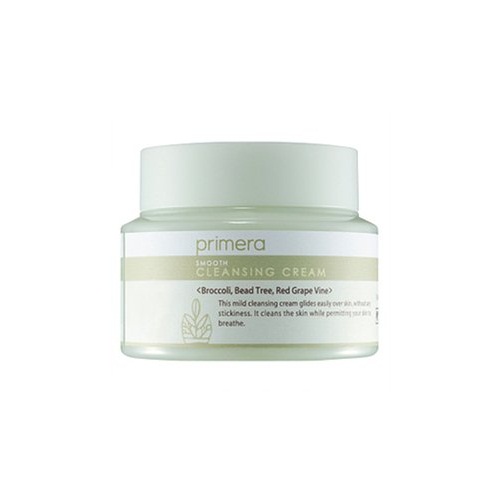 primera
SMOOTH
CLEANSING CREAM
<Broccoli, Bead Tree, Red Grape Vine>
This mild cleansing cream glides easily over skin, without any
stickiness. It cleans the skin while permitting your skin to
breathe.